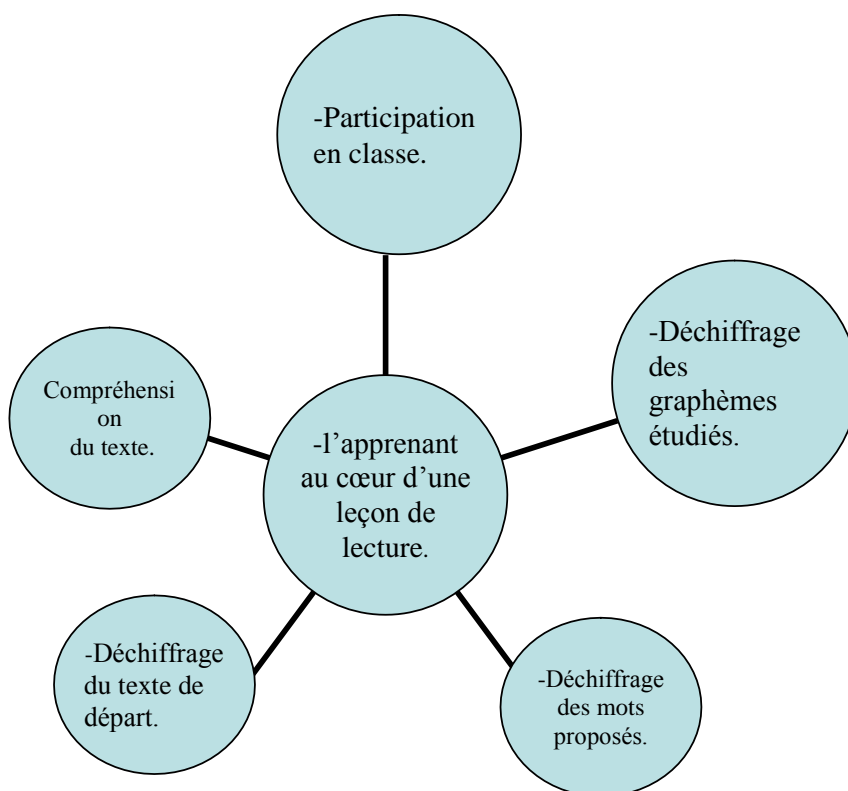 -Participation
en classe.
-Déchiffrage
des
graphèmes
étudiés.
Compréhensi
on
du texte.
-l’apprenant
au cœur d’une
leçon de
lecture.
-Déchiffrage
du texte de
départ.
-Déchiffrage
des mots
proposés.